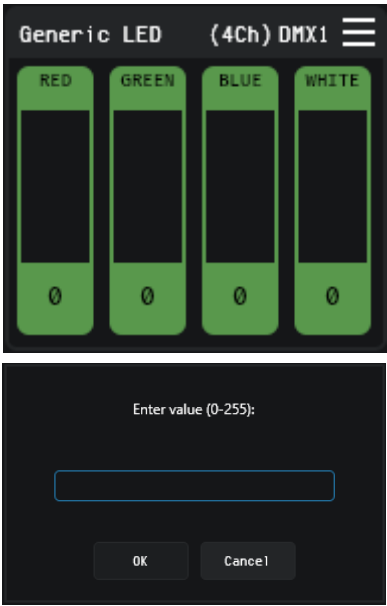 Generic LED (4Ch) DMX1
RED GREEN BLUE WHITE
0 0 0 0
Enter value (0-255):
OK Cancel